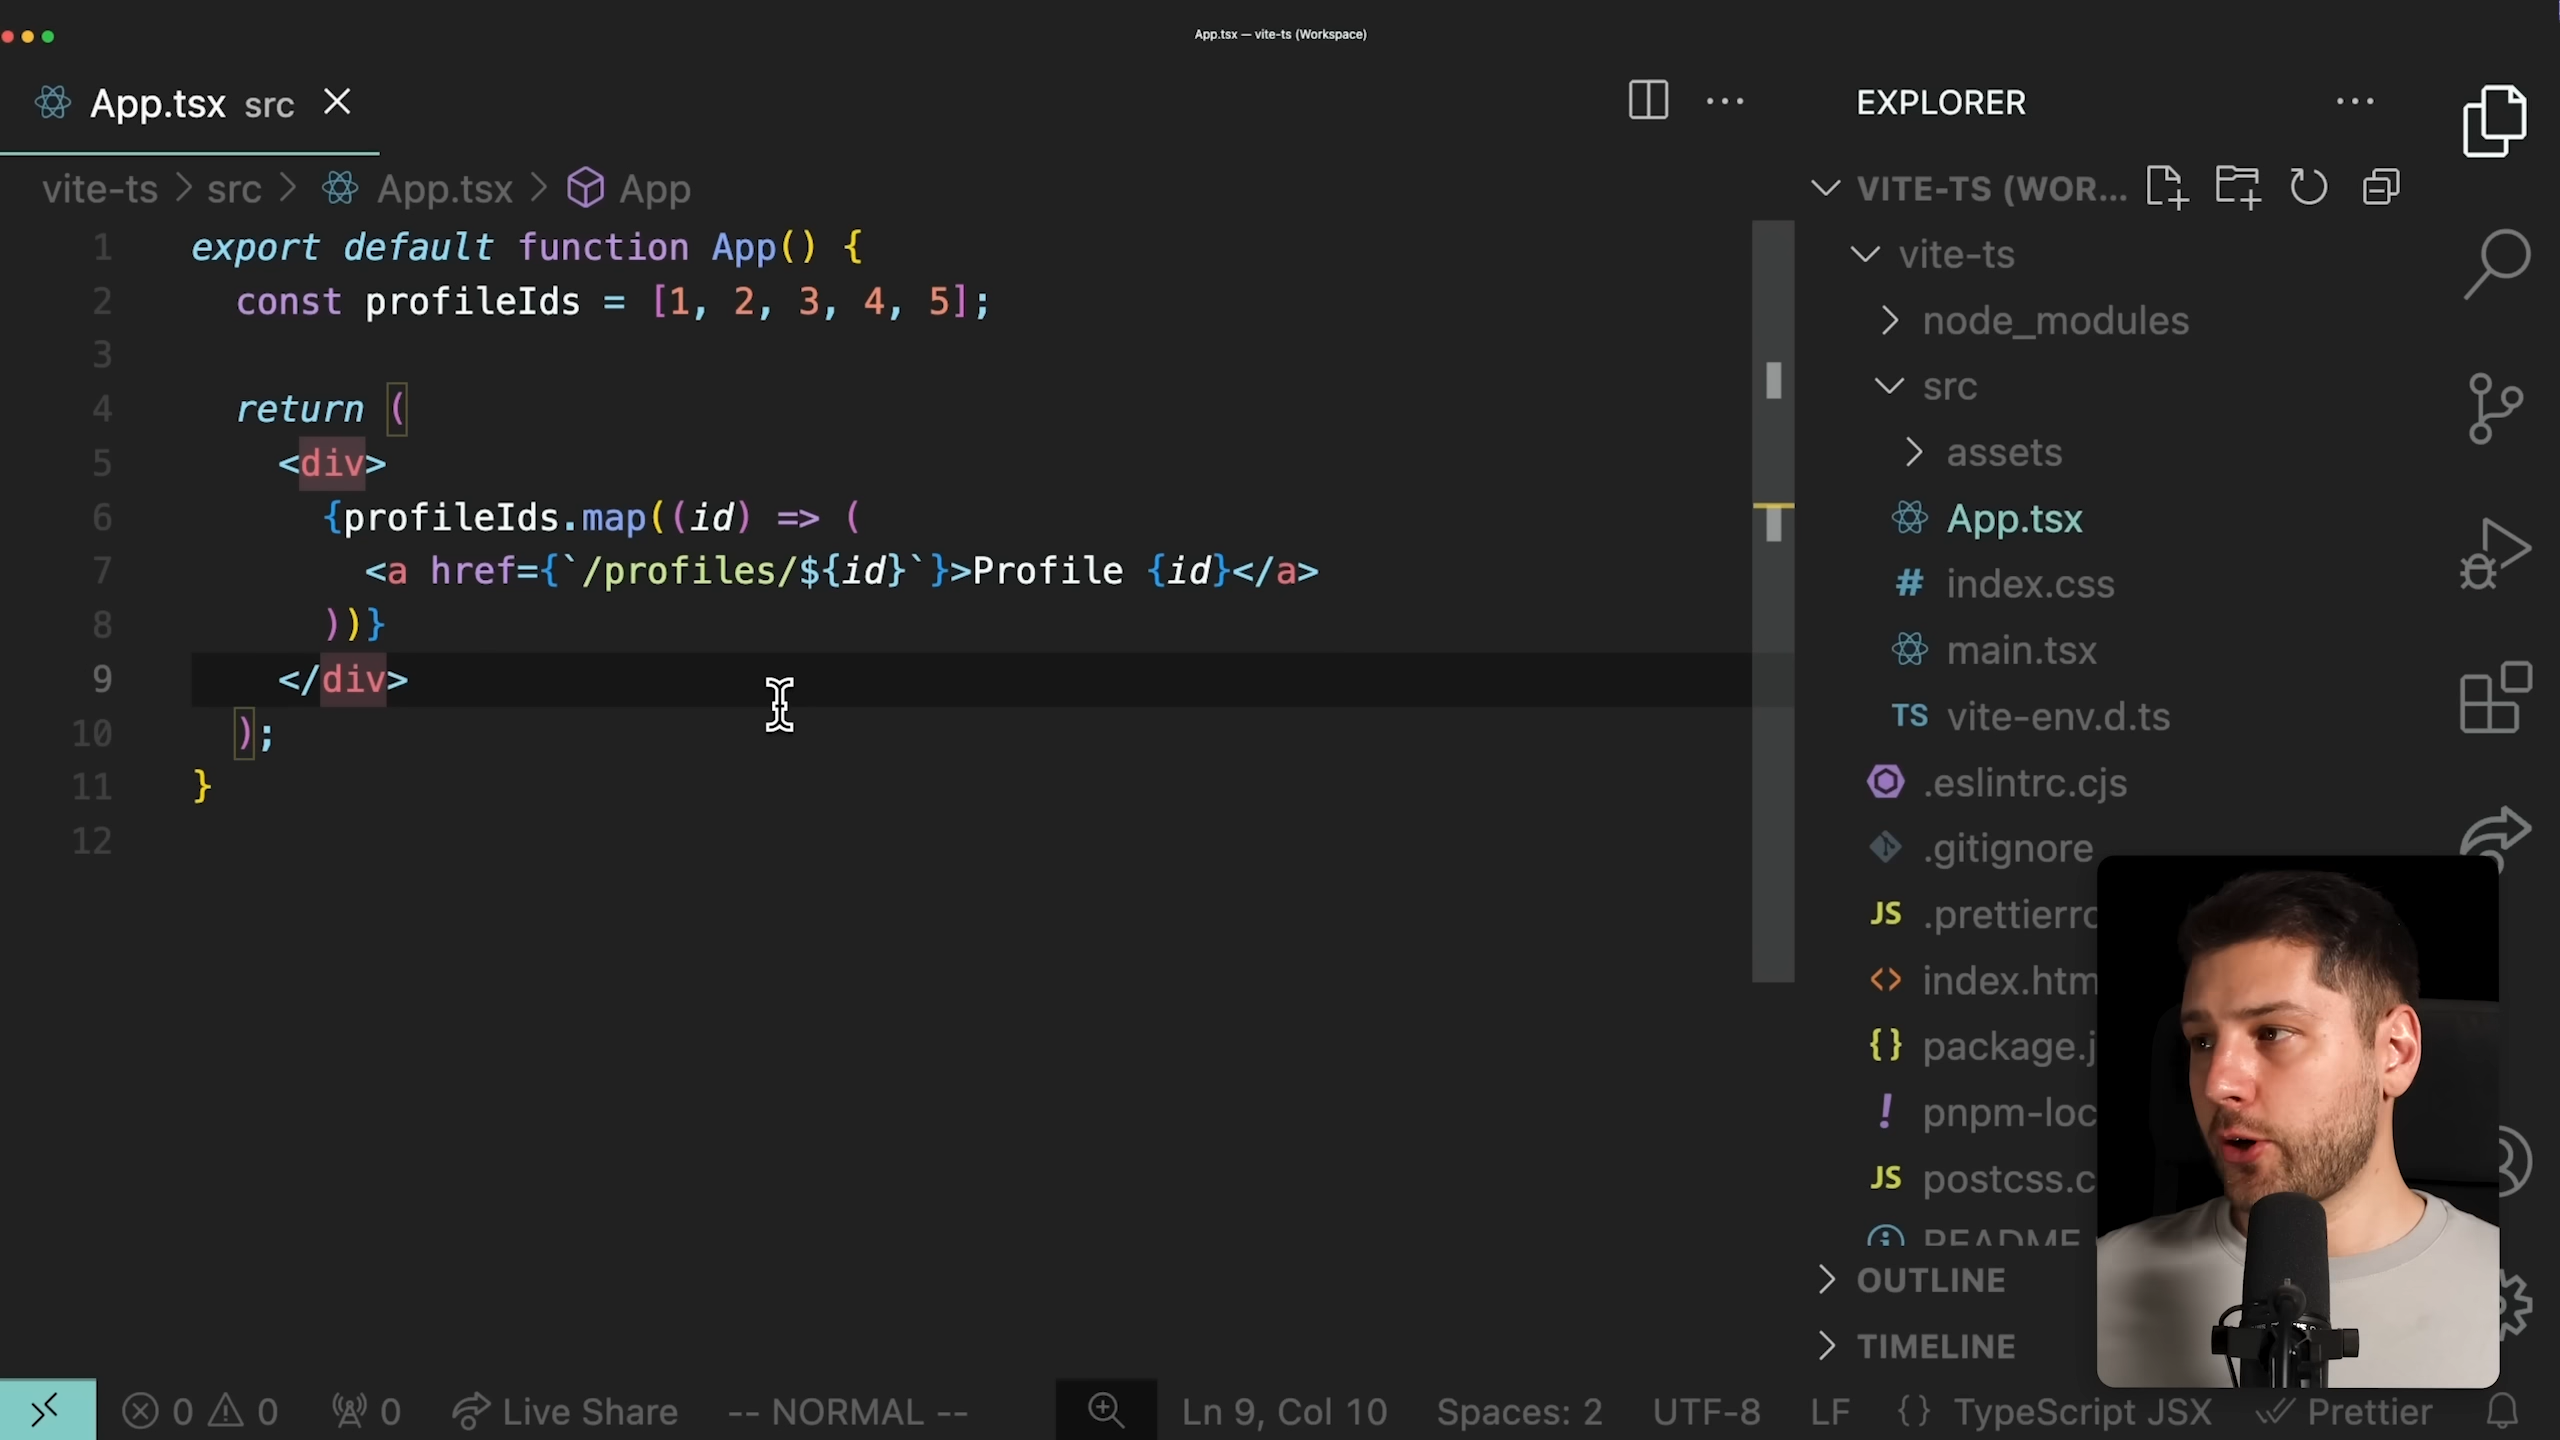 App.tsx — vite-ts (Workspace)
App.tsx src
vite-ts > src > App.tsx > App
1 export default function App() {
2 const profileIds = [1, 2, 3, 4, 5];
3
4 return (
5 <div>
6 {profileIds.map((id) => (
7 <a href={`/profiles/${id}`}>Profile {id}</a>
8 ))}
9 </div>
10 );
11 }
12
EXPLORER
VITE-TS (WOR...
vite-ts
node_modules
src
assets
App.tsx
# index.css
main.tsx
TS vite-env.d.ts
.eslintrc.cjs
.gitignore
JS .prettierrc
<> index.htm
{} package.j
! pnpm-loc
JS postcss.c
README
OUTLINE
TIMELINE
0 0 0 Live Share -- NORMAL -- Ln 9, Col 10 Spaces: 2 UTF-8 LF {} TypeScript JSX Prettier